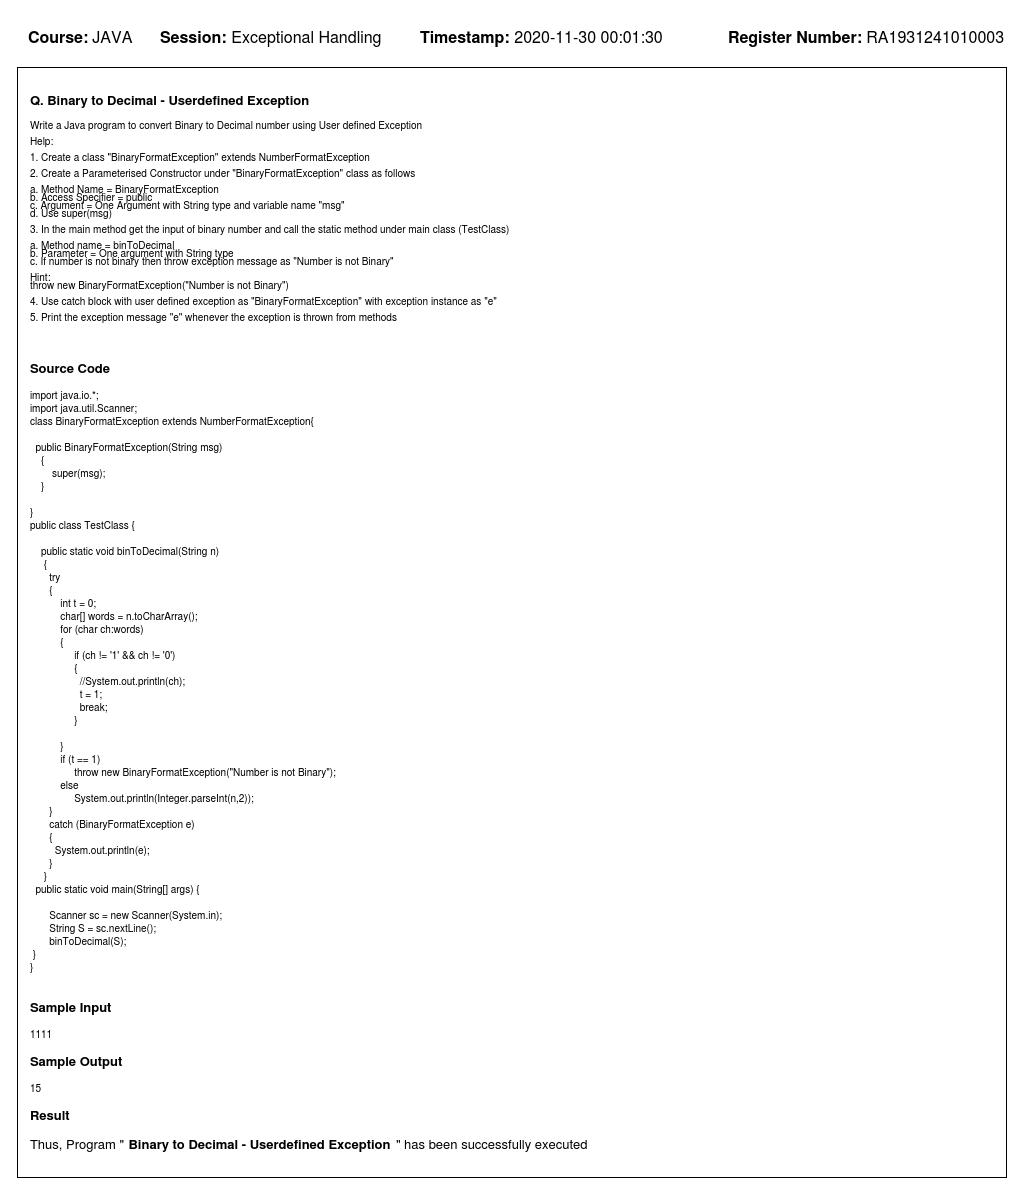 Course: JAVA Session: Exceptional Handling Timestamp: 2020-11-30 00:01:30 Register Number: RA1931241010003
Q. Binary to Decimal - Userdefined Exception
Write a Java program to convert Binary to Decimal number using User defined Exception
Help:
1. Create a class "BinaryFormatException" extends NumberFormatException
2. Create a Parameterised Constructor under "BinaryFormatException" class as follows
a. Method Name = BinaryFormatException
b. Access Specifier = public
c. Argument = One Argument with String type and variable name "msg"
d. Use super(msg)
3. In the main method get the input of binary number and call the static method under main class (TestClass)
a. Method name = binToDecimal
b. Parameter = One argument with String type
c. If number is not binary then throw exception message as "Number is not Binary"
Hint:
throw new BinaryFormatException("Number is not Binary")
4. Use catch block with user defined exception as "BinaryFormatException" with exception instance as "e"
5. Print the exception message "e" whenever the exception is thrown from methods
Source Code
import java.io.*;
import java.util.Scanner;
class BinaryFormatException extends NumberFormatException{
public BinaryFormatException(String msg)
{
super(msg);
}
}
public class TestClass {
public static void binToDecimal(String n)
{
try
{
int t = 0;
char[] words = n.toCharArray();
for (char ch:words)
{
if (ch != '1' && ch != '0')
{
//System.out.println(ch);
t = 1;
break;
}
}
if (t == 1)
throw new BinaryFormatException("Number is not Binary");
else
System.out.println(Integer.parseInt(n,2));
}
catch (BinaryFormatException e)
{
System.out.println(e);
}
}
public static void main(String[] args) {
Scanner sc = new Scanner(System.in);
String S = sc.nextLine();
binToDecimal(S);
}
}
Sample Input
1111
Sample Output
15
Result
Thus, Program " Binary to Decimal - Userdefined Exception " has been successfully executed